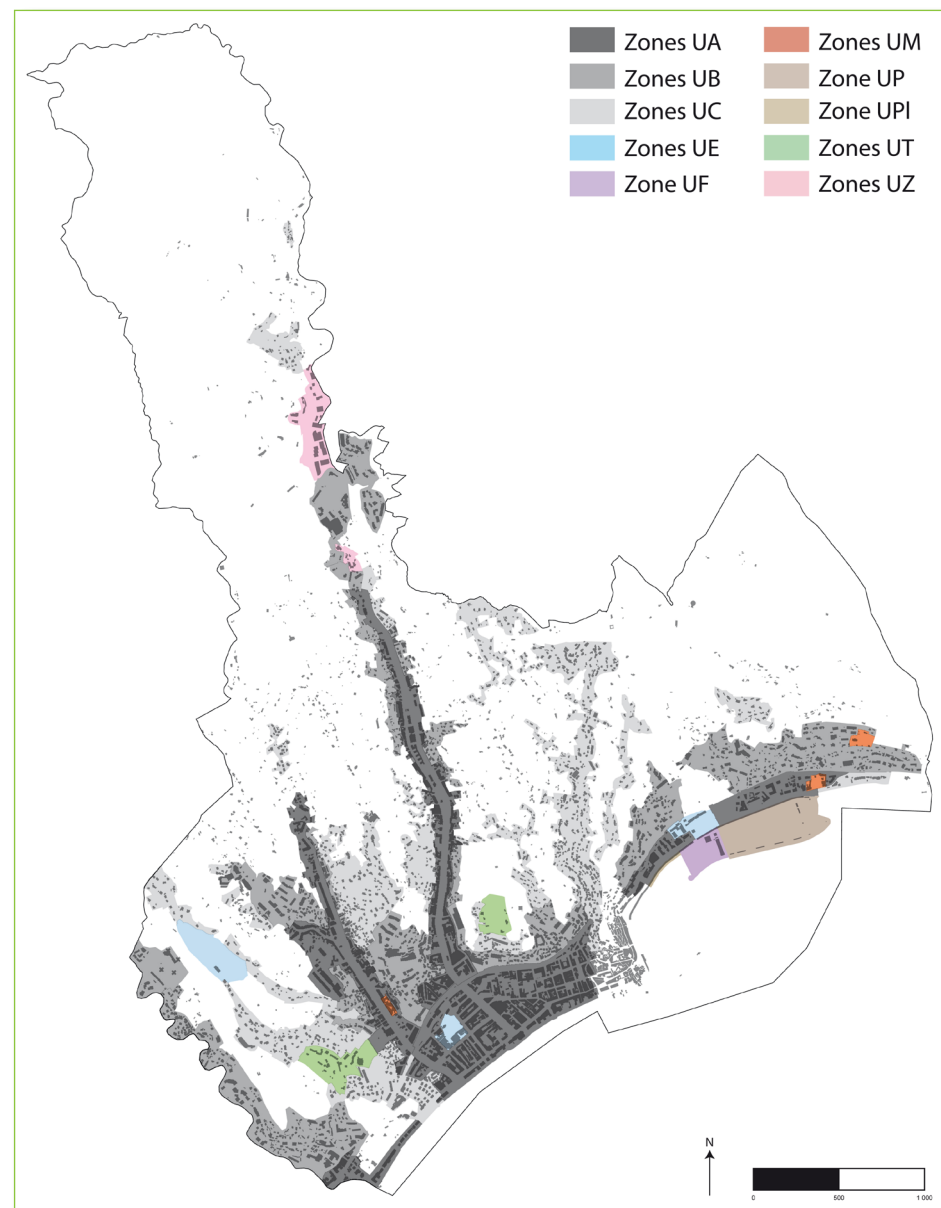 Zones UA
Zones UB
Zones UC
Zones UE
Zone UF
Zones UM
Zone UP
Zone UPl
Zones UT
Zones UZ
N
0 500 1 000